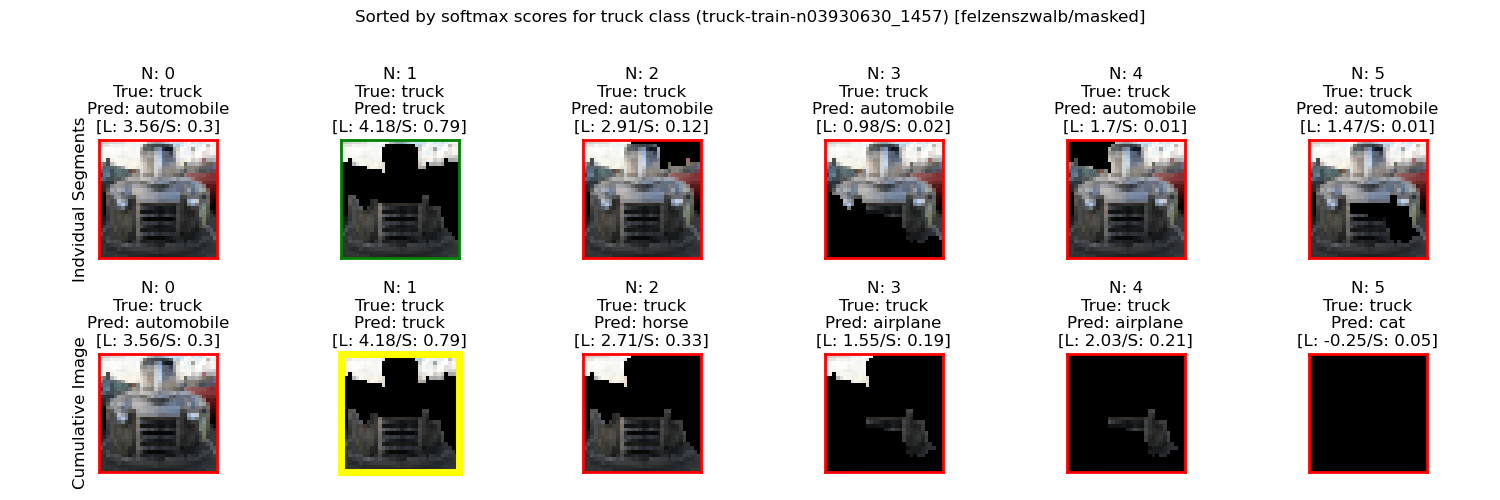 Sorted by softmax scores for truck class (truck-train-n03930630_1457) [felzenszwalb/masked]
Indvidual Segments
N: 0
True: truck
Pred: automobile
[L: 3.56/S: 0.3]
N: 1
True: truck
Pred: truck
[L: 4.18/S: 0.79]
N: 2
True: truck
Pred: automobile
[L: 2.91/S: 0.12]
N: 3
True: truck
Pred: automobile
[L: 0.98/S: 0.02]
N: 4
True: truck
Pred: automobile
[L: 1.7/S: 0.01]
N: 5
True: truck
Pred: automobile
[L: 1.47/S: 0.01]
Cumulative Image
N: 0
True: truck
Pred: automobile
[L: 3.56/S: 0.3]
N: 1
True: truck
Pred: truck
[L: 4.18/S: 0.79]
N: 2
True: truck
Pred: horse
[L: 2.71/S: 0.33]
N: 3
True: truck
Pred: airplane
[L: 1.55/S: 0.19]
N: 4
True: truck
Pred: airplane
[L: 2.03/S: 0.21]
N: 5
True: truck
Pred: cat
[L: -0.25/S: 0.05]